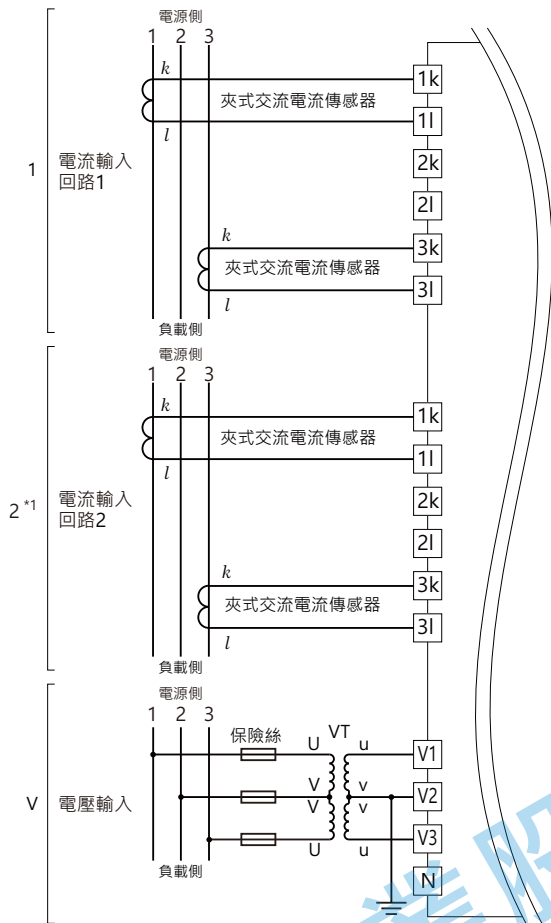 電源側
1 2 3
k
1k
夾式交流電流傳感器
1l
l
1
電流輸入
回路1
2k
2l
k
3k
夾式交流電流傳感器
3l
l
負載側
電源側
1 2 3
k
1k
夾式交流電流傳感器
1l
l
2 *1
電流輸入
回路2
2k
2l
k
3k
夾式交流電流傳感器
3l
l
負載側
電源側
1 2 3
保險絲
VT
U u
V1
V 電壓輸入
V v
V v
V2
U u
V3
負載側
N
業股